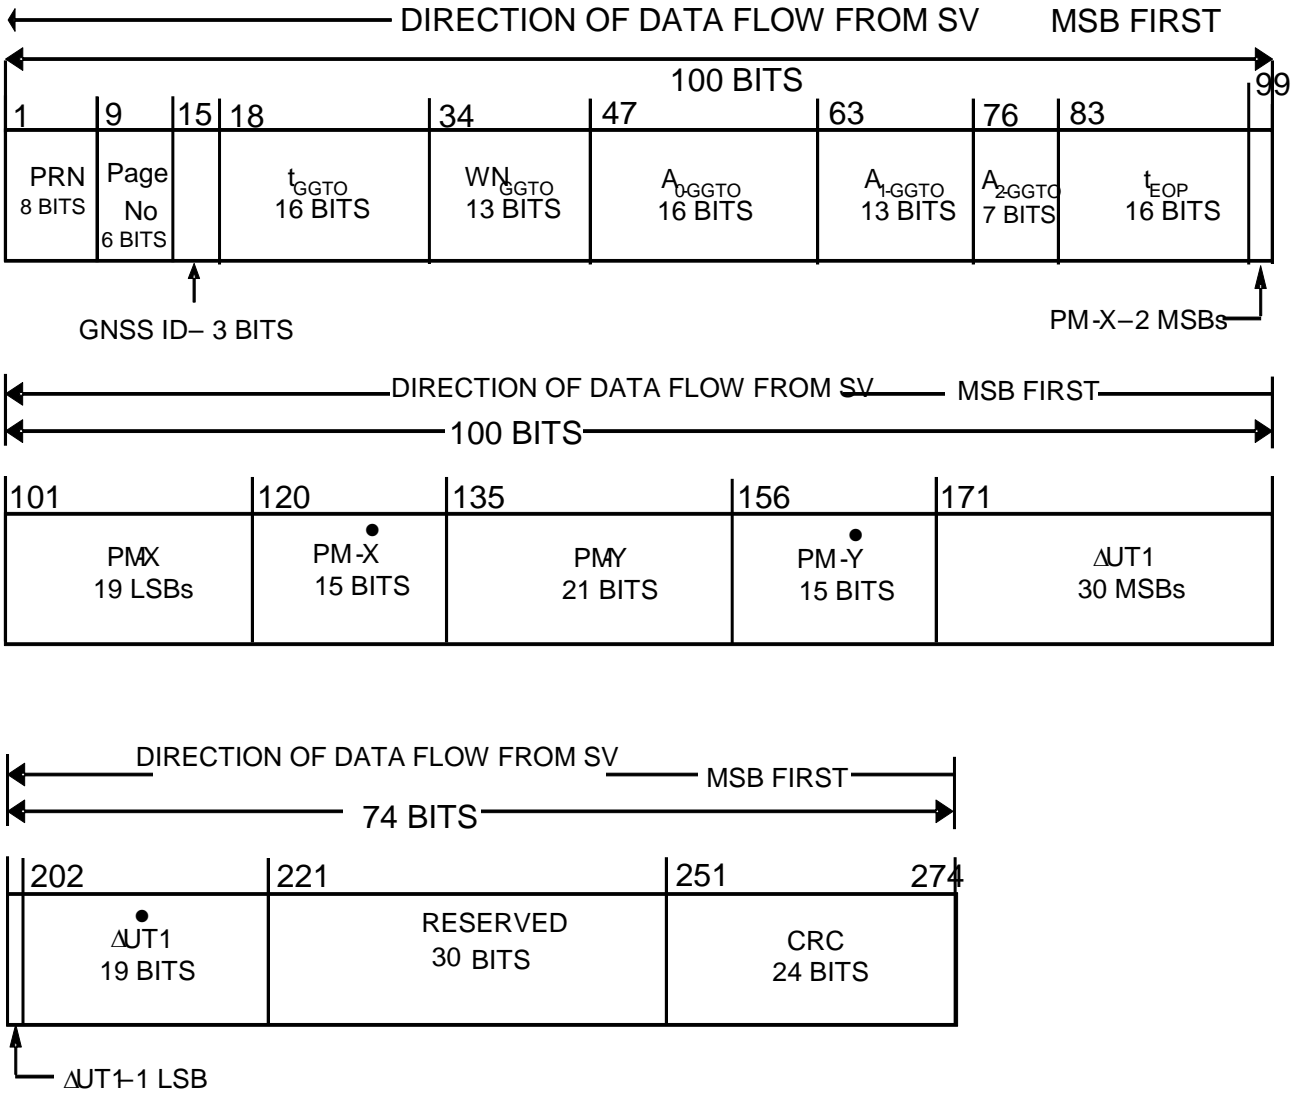 DIRECTION OF DATA FLOW FROM SV MSB FIRST
100 BITS
1 9 15 18 34 47 63 76 83 99
PRN
8 BITS
Page
No
6 BITS
tGGTO
16 BITS
WNGGTO
13 BITS
A0-GGTO
16 BITS
A1-GGTO
13 BITS
A2-GGTO
7 BITS
tEOP
16 BITS
GNSS ID– 3 BITS
PM-X–2 MSBs
DIRECTION OF DATA FLOW FROM SV MSB FIRST
100 BITS
101 120 135 156 171
PM-X
19 LSBs
PM-X
15 BITS
PM-Y
21 BITS
PM-Y
15 BITS
∆UT1
30 MSBs
DIRECTION OF DATA FLOW FROM SV MSB FIRST
74 BITS
202 221 251 274
∆UT1
19 BITS
RESERVED
30 BITS
CRC
24 BITS
∆UT1–1 LSB